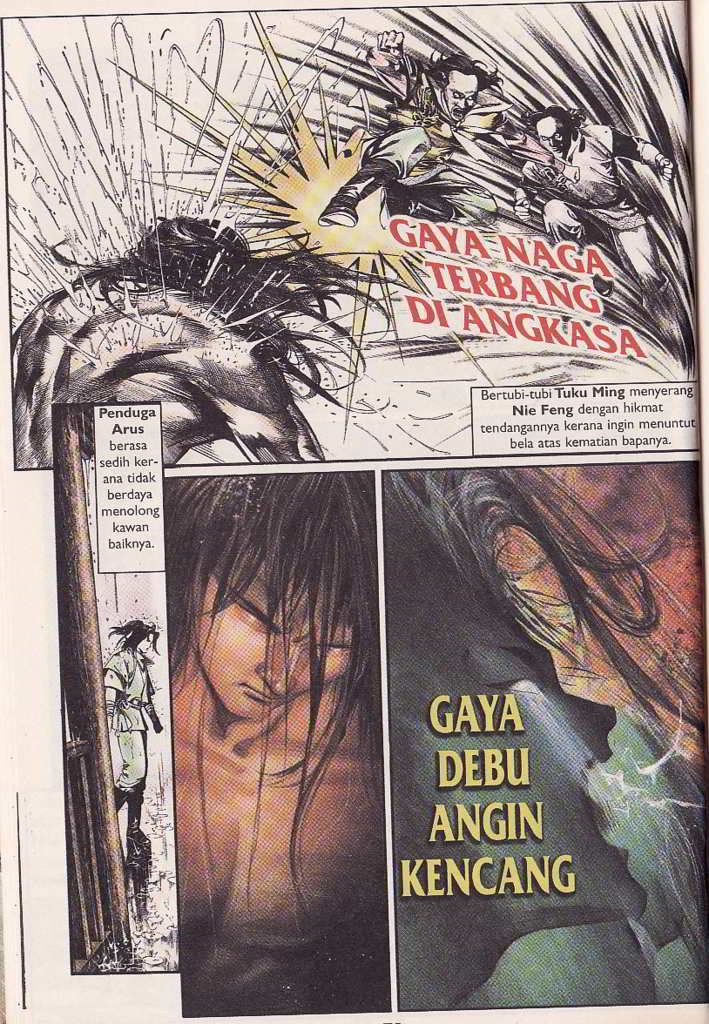 GAYA NAGA
TERBANG
DI ANGKASA
Bertubi-tubi Tuku Ming menyerang
Nie Feng dengan hikmat
tendangannya kerana ingin menuntut
bela atas kematian bapanya.
Penduga
Arus
berasa
sedih ker-
ana tidak
berdaya
menolong
kawan
baiknya.
GAYA
DEBU
ANGIN
KENCANG